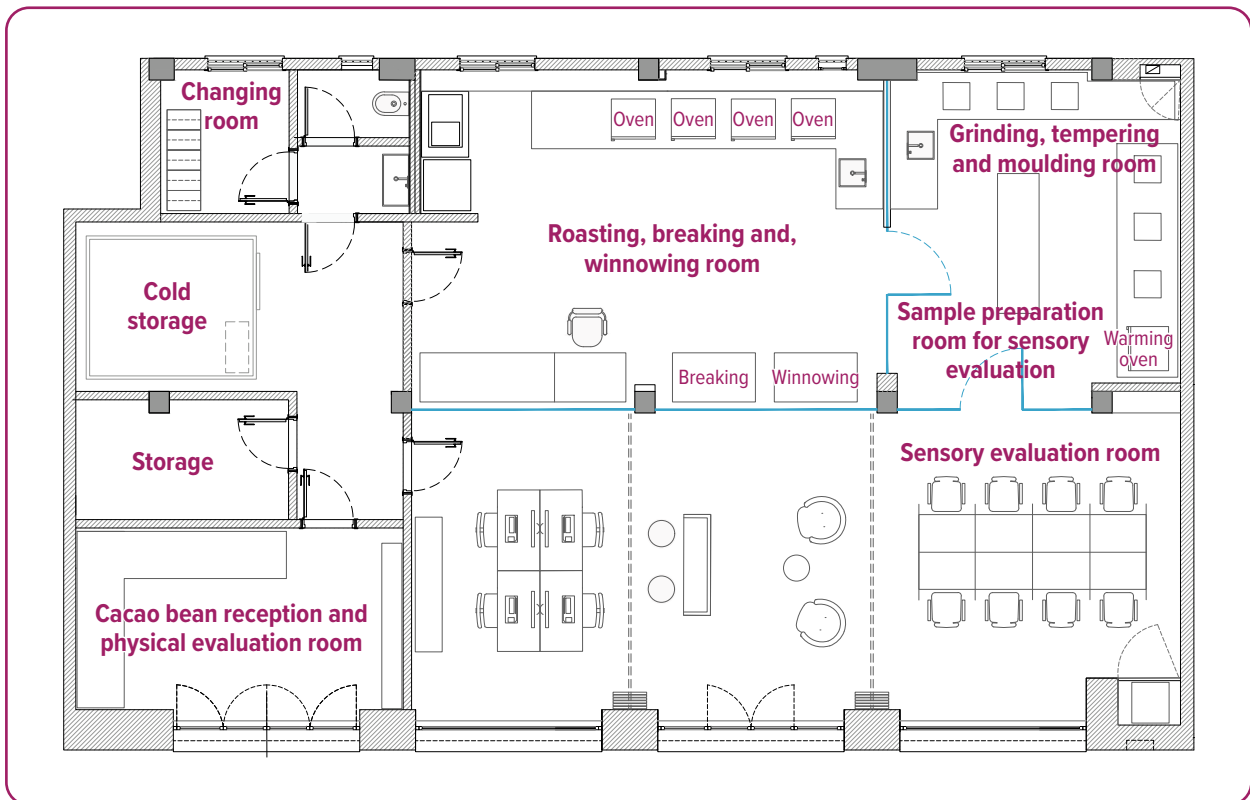 Changing
room
Oven
Oven
Oven
Oven
Grinding, tempering
and moulding room
Roasting, breaking and,
winnowing room
Cold
storage
Sample preparation
room for sensory
evaluation
Warming
oven
Breaking
Winnowing
Storage
Sensory evaluation room
Cacao bean reception and
physical evaluation room